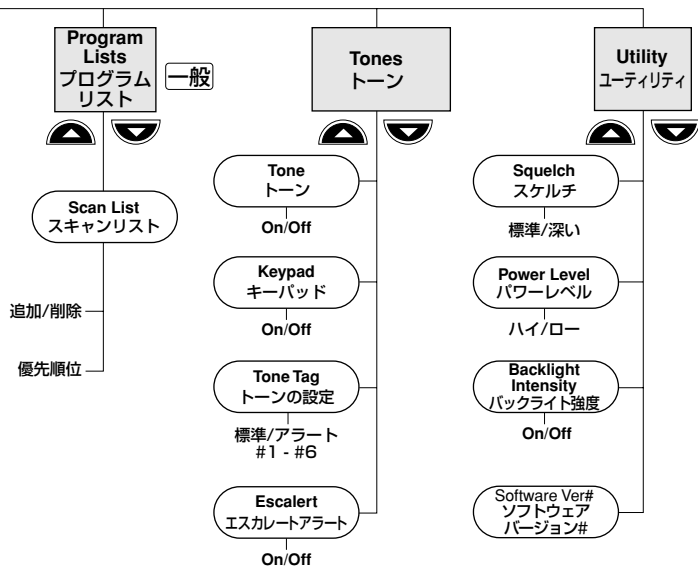 Program
Lists
プログラム
リスト
一般
Scan List
スキャンリスト
追加/削除
優先順位
Tones
トーン
Tone
トーン
On/Off
Keypad
キーパッド
On/Off
Tone Tag
トーンの設定
標準/アラート
#1 - #6
Escalert
エスカレートアラート
On/Off
Utility
ユーティリティ
Squelch
スケルチ
標準/深い
Power Level
パワーレベル
ハイ/ロー
Backlight
Intensity
バックライト強度
On/Off
Software Ver#
ソフトウェア
バージョン#